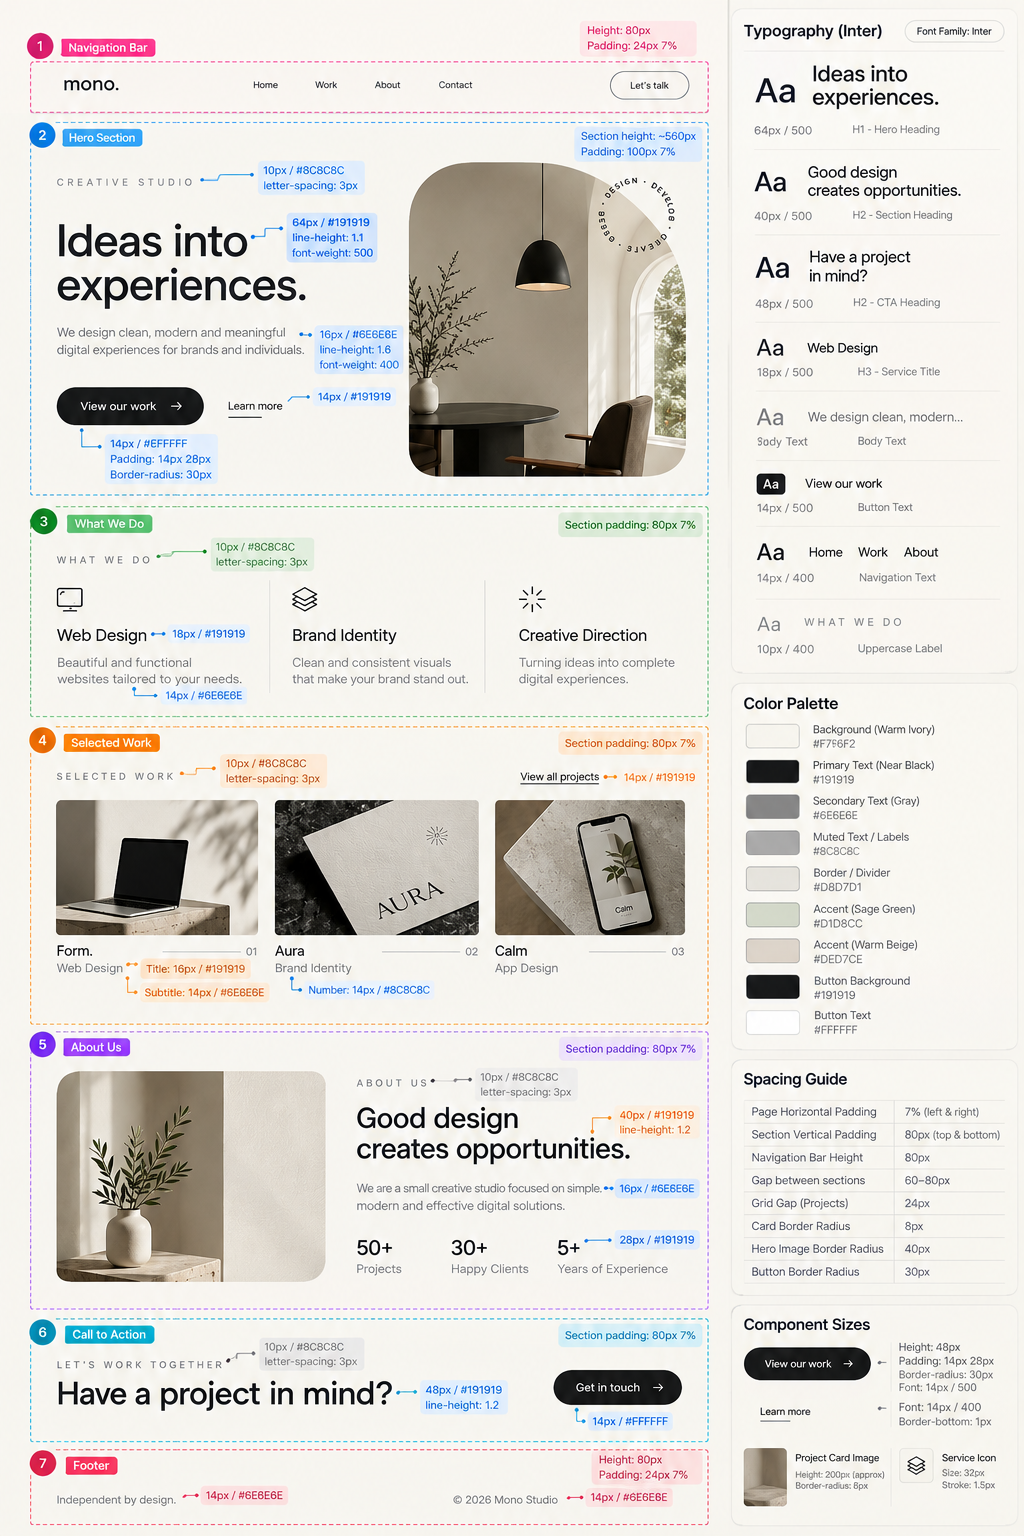 1
Navigation Bar
Height: 80px
Padding: 24px 7%
mono.
Home
Work
About
Contact
Let's talk
2
Hero Section
Section height: ~560px
Padding: 100px 7%
CREATIVE STUDIO
10px / #8C8C8C
letter-spacing: 3px
Ideas into
experiences.
64px / #191919
line-height: 1.1
font-weight: 500
We design clean, modern and meaningful
digital experiences for brands and individuals.
16px / #6E6E6E
line-height: 1.6
font-weight: 400
View our work →
Learn more
14px / #191919
14px / #EFFFFF
Padding: 14px 28px
Border-radius: 30px
DESIGN
3
What We Do
Section padding: 80px 7%
WHAT WE DO
10px / #8C8C8C
letter-spacing: 3px
Web Design
18px / #191919
Beautiful and functional
websites tailored to your needs.
14px / #6E6E6E
Brand Identity
Clean and consistent visuals
that make your brand stand out.
Creative Direction
Turning ideas into complete
digital experiences.
4
Selected Work
Section padding: 80px 7%
SELECTED WORK
10px / #8C8C8C
letter-spacing: 3px
View all projects
14px / #191919
AURA
Calm
Form.
01
Web Design
Title: 16px / #191919
Subtitle: 14px / #6E6E6E
Aura
02
Brand Identity
Number: 14px / #8C8C8C
Calm
03
App Design
5
About Us
Section padding: 80px 7%
ABOUT US
10px / #8C8C8C
letter-spacing: 3px
Good design
creates opportunities.
40px / #191919
line-height: 1.2
We are a small creative studio focused on simple.
modern and effective digital solutions.
16px / #6E6E6E
50+
Projects
30+
Happy Clients
5+
Years of Experience
28px / #191919
6
Call to Action
Section padding: 80px 7%
LET'S WORK TOGETHER
10px / #8C8C8C
letter-spacing: 3px
Have a project in mind?
48px / #191919
line-height: 1.2
Get in touch →
14px / #FFFFFF
7
Footer
Height: 80px
Padding: 24px 7%
Independent by design.
14px / #6E6E6E
© 2026 Mono Studio
14px / #6E6E6E
Typography (Inter)
Font Family: Inter
Aa
Ideas into
experiences.
64px / 500
H1 - Hero Heading
Aa
Good design
creates opportunities.
40px / 500
H2 - Section Heading
Aa
Have a project
in mind?
48px / 500
H2 - CTA Heading
Aa
Web Design
18px / 500
H3 - Service Title
Aa
We design clean, modern...
Body Text
Body Text
Aa
View our work
14px / 500
Button Text
Aa
Home Work About
14px / 400
Navigation Text
Aa
WHAT WE DO
10px / 400
Uppercase Label
Color Palette
Background (Warm Ivory)
#F7F6F2
Primary Text (Near Black)
#191919
Secondary Text (Gray)
#6E6E6E
Muted Text / Labels
#8C8C8C
Border / Divider
#D8D7D1
Accent (Sage Green)
#D1D8CC
Accent (Warm Beige)
#DED7CE
Button Background
#191919
Button Text
#FFFFFF
Spacing Guide
Page Horizontal Padding 7% (left & right)
Section Vertical Padding 80px (top & bottom)
Navigation Bar Height 80px
Gap between sections 60–80px
Grid Gap (Projects) 24px
Card Border Radius 8px
Hero Image Border Radius 40px
Button Border Radius 30px
Component Sizes
View our work →
Height: 48px
Padding: 14px 28px
Border-radius: 30px
Font: 14px / 500
Learn more
Font: 14px / 400
Border-bottom: 1px
Project Card Image
Height: 200px (approx)
Border-radius: 8px
Service Icon
Size: 32px
Stroke: 1.5px